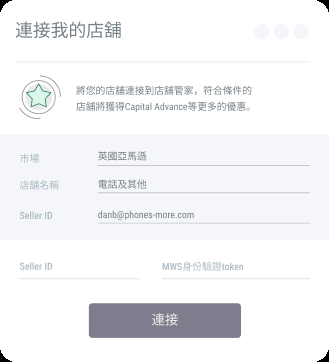 連接我的店舖
將您的店舖連接到店舖管家，符合條件的
店舖將獲得Capital Advance等更多的優惠。
市場 英國亞馬遜
店舖名稱 電話及其他
Seller ID danb@phones-more.com
Seller ID MWS身份驗證token
連接